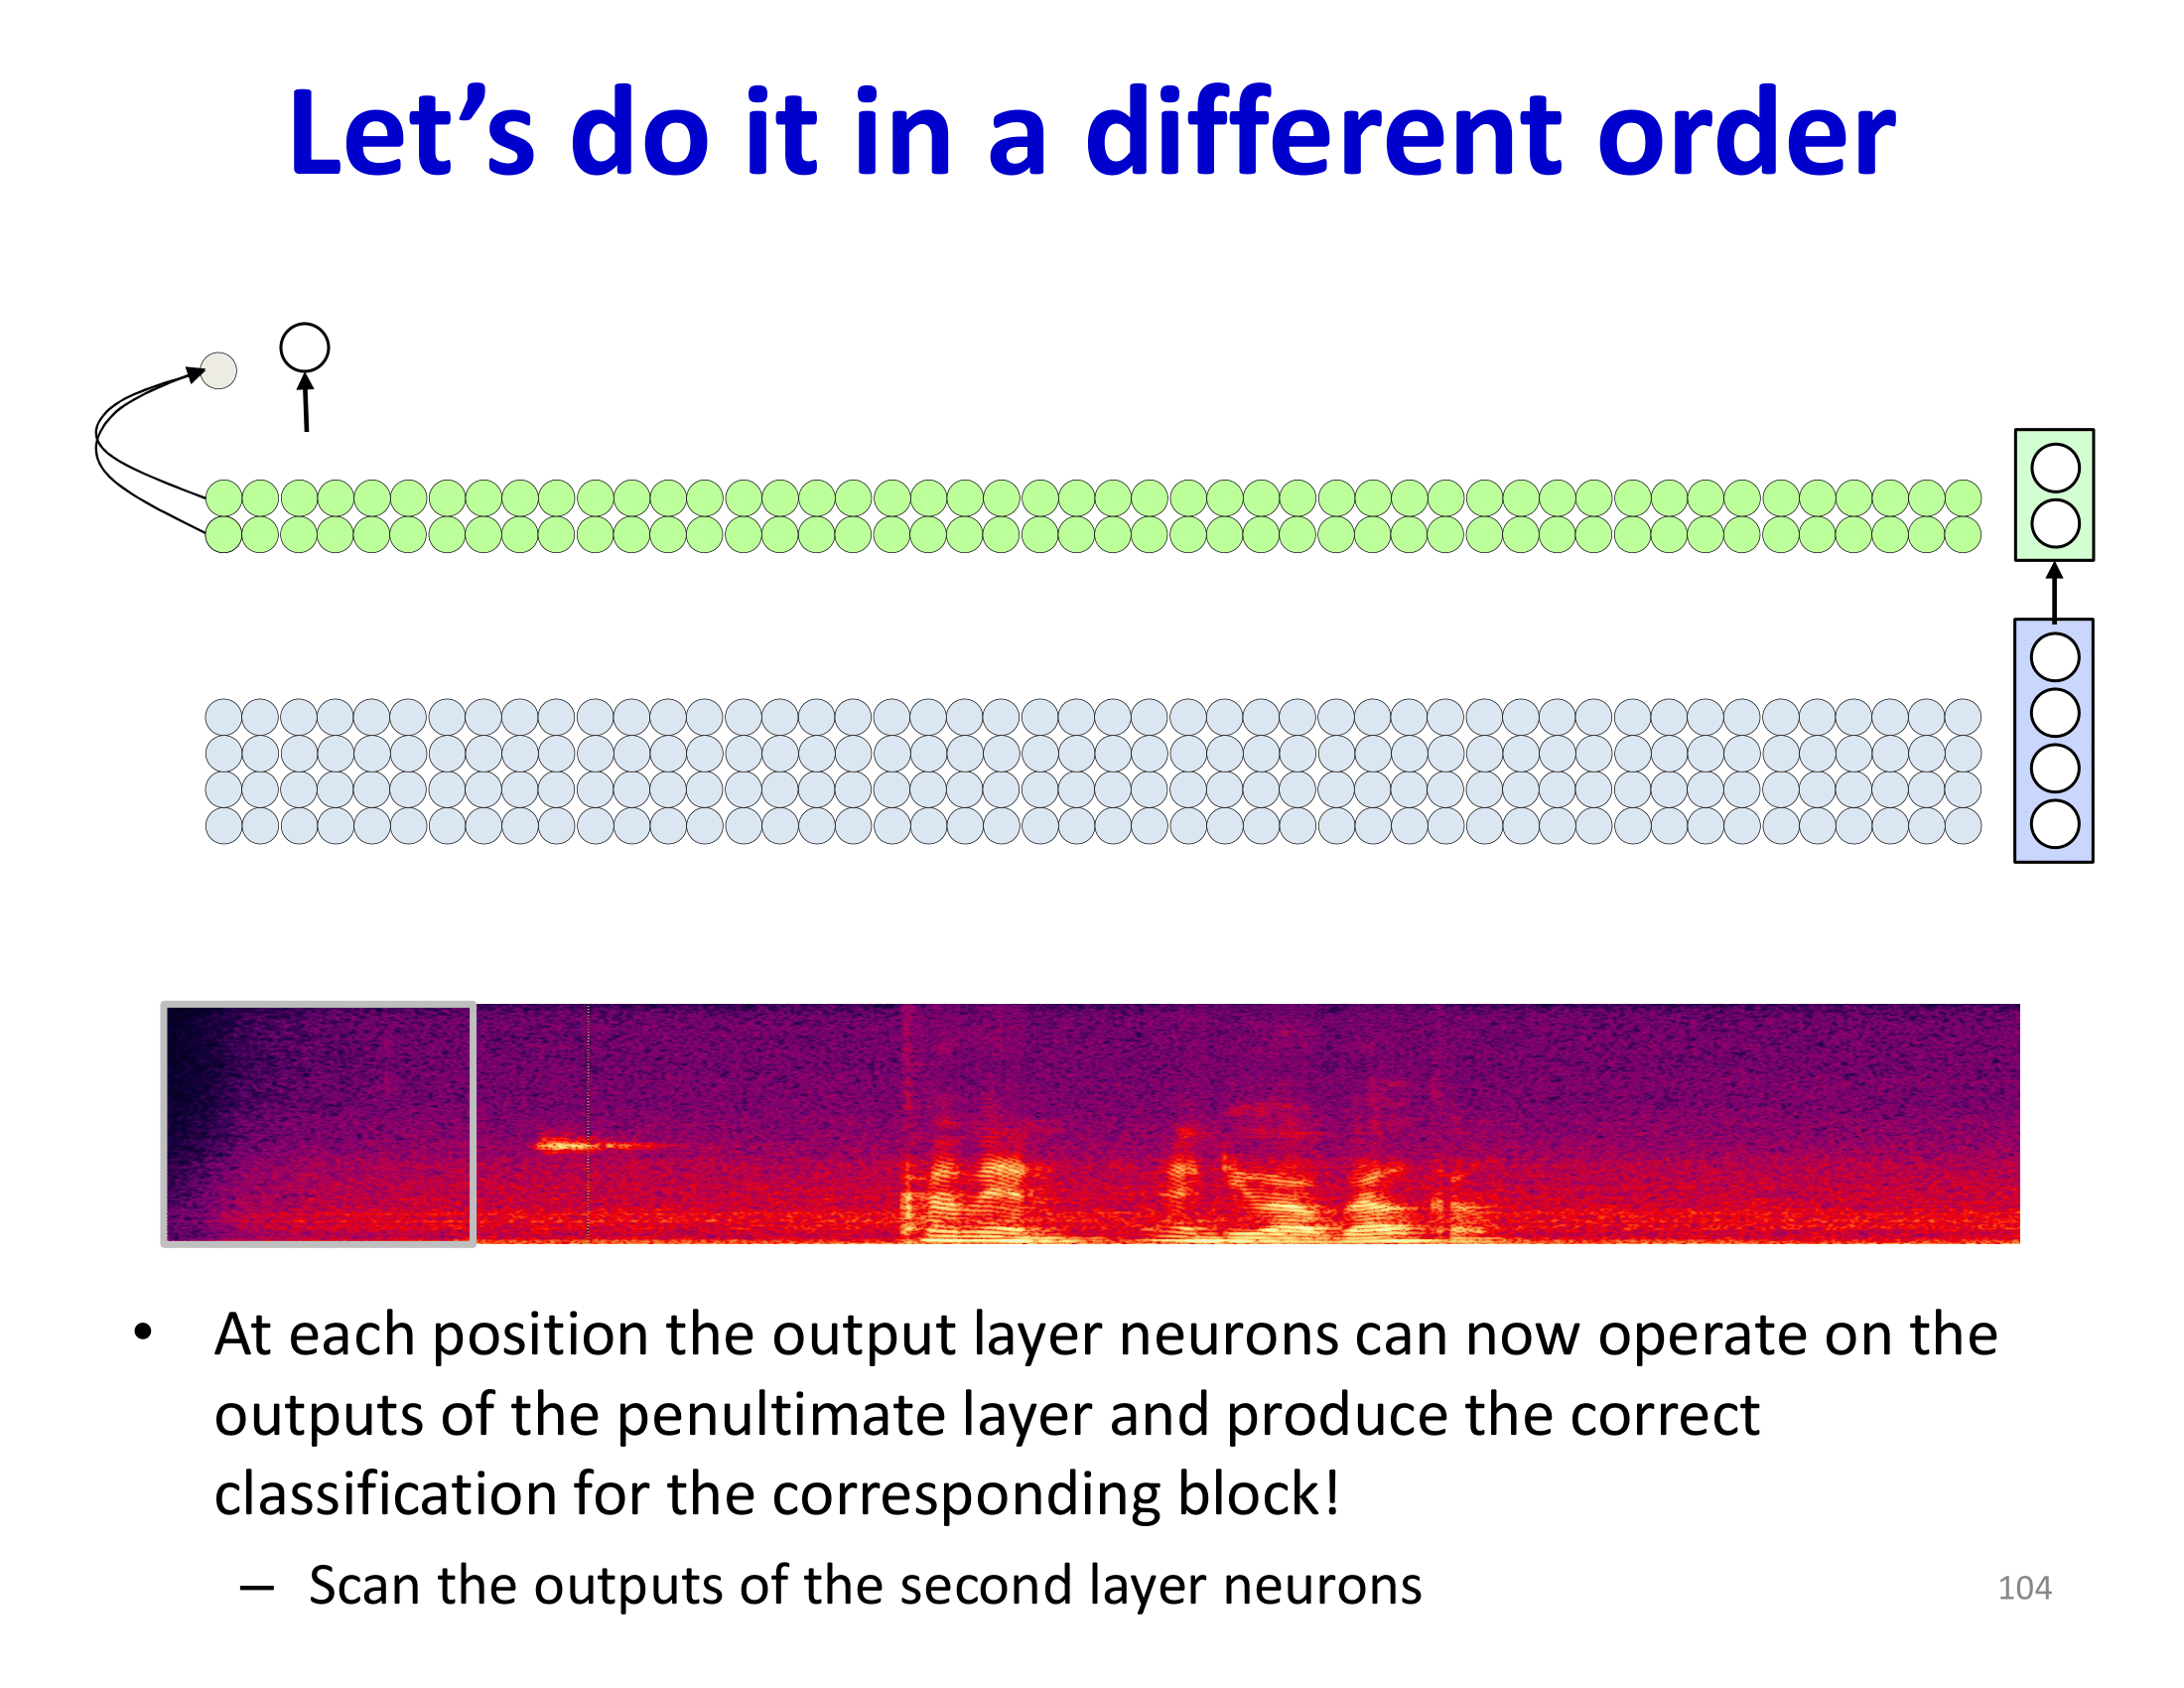 Let’s do it in a different order
• At each position the output layer neurons can now operate on the
outputs of the penultimate layer and produce the correct
classification for the corresponding block!
– Scan the outputs of the second layer neurons
104